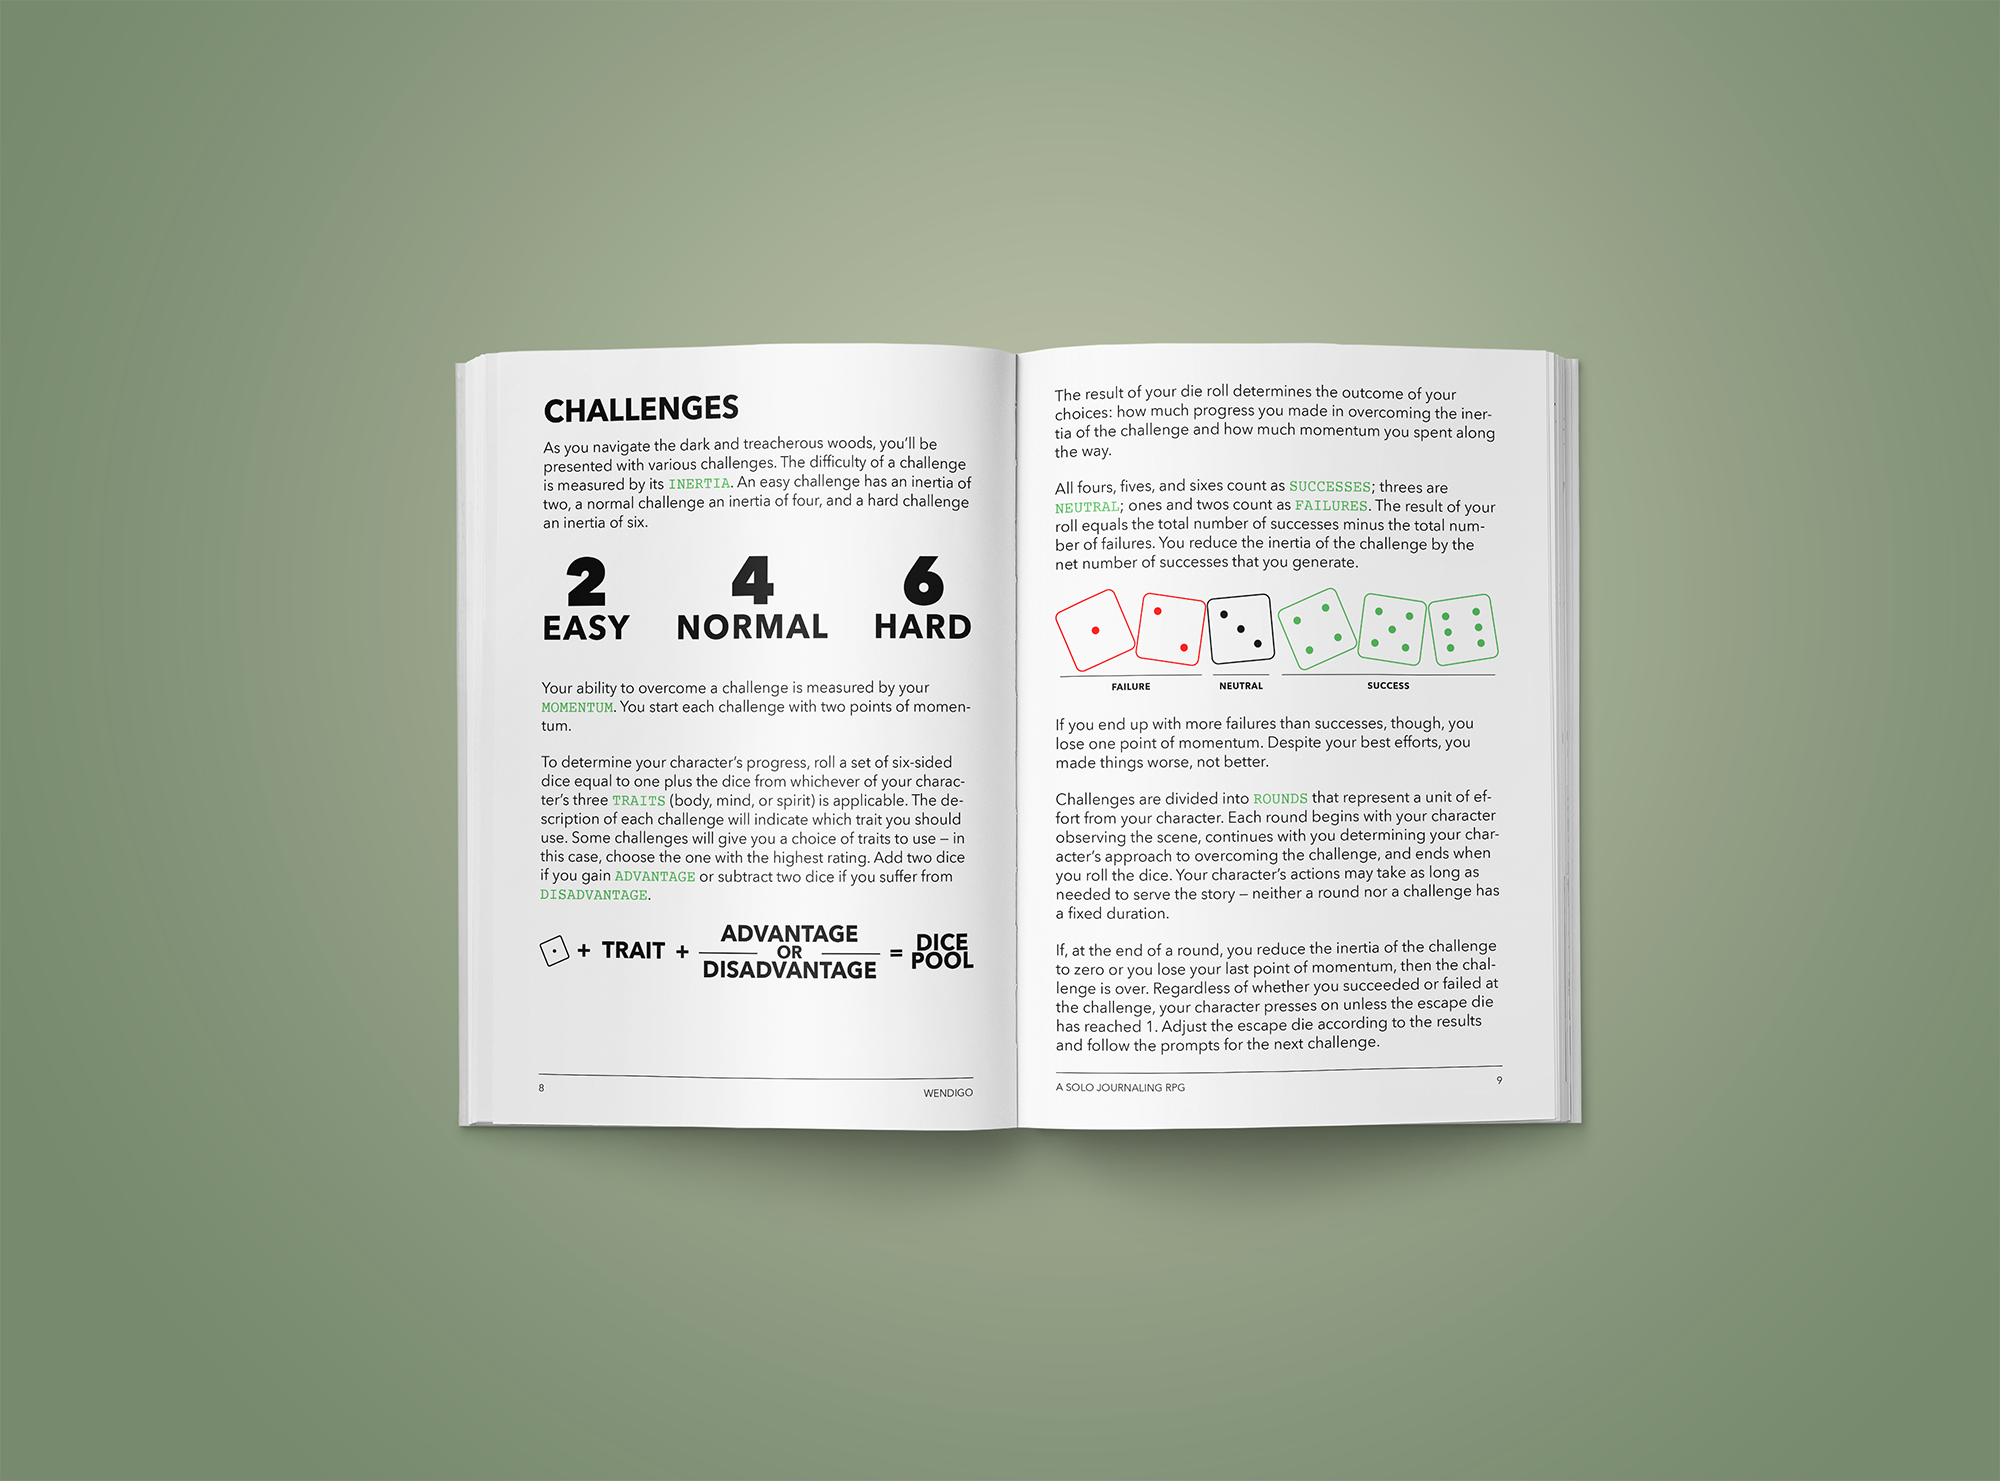 CHALLENGES
As you navigate the dark and treacherous woods, you'll be
presented with various challenges. The difficulty of a challenge
is measured by its INERTIA. An easy challenge has an inertia of
two, a normal challenge an inertia of four, and a hard challenge
an inertia of six.
2 4 6
EASY NORMAL HARD
Your ability to overcome a challenge is measured by your
MOMENTUM. You start each challenge with two points of momen-
tum.
To determine your character's progress, roll a set of six-sided
dice equal to one plus the dice from whichever of your charac-
ter's three TRAITS (body, mind, or spirit) is applicable. The de-
scription of each challenge will indicate which trait you should
use. Some challenges will give you a choice of traits to use – in
this case, choose the one with the highest rating. Add two dice
if you gain ADVANTAGE or subtract two dice if you suffer from
DISADVANTAGE.
+ TRAIT + ADVANTAGE
OR
DISADVANTAGE
= DICE
POOL
8
WENDIGO
The result of your die roll determines the outcome of your
choices: how much progress you made in overcoming the iner-
tia of the challenge and how much momentum you spent along
the way.
All fours, fives, and sixes count as SUCCESSES; threes are
NEUTRAL; ones and twos count as FAILURES. The result of your
roll equals the total number of successes minus the total num-
ber of failures. You reduce the inertia of the challenge by the
net number of successes that you generate.
FAILURE NEUTRAL SUCCESS
If you end up with more failures than successes, though, you
lose one point of momentum. Despite your best efforts, you
made things worse, not better.
Challenges are divided into ROUNDS that represent a unit of ef-
fort from your character. Each round begins with your character
observing the scene, continues with you determining your char-
acter's approach to overcoming the challenge, and ends when
you roll the dice. Your character's actions may take as long as
needed to serve the story – neither a round nor a challenge has
a fixed duration.
If, at the end of a round, you reduce the inertia of the challenge
to zero or you lose your last point of momentum, then the chal-
lenge is over. Regardless of whether you succeeded or failed at
the challenge, your character presses on unless the escape die
has reached 1. Adjust the escape die according to the results
and follow the prompts for the next challenge.
A SOLO JOURNALING RPG
9